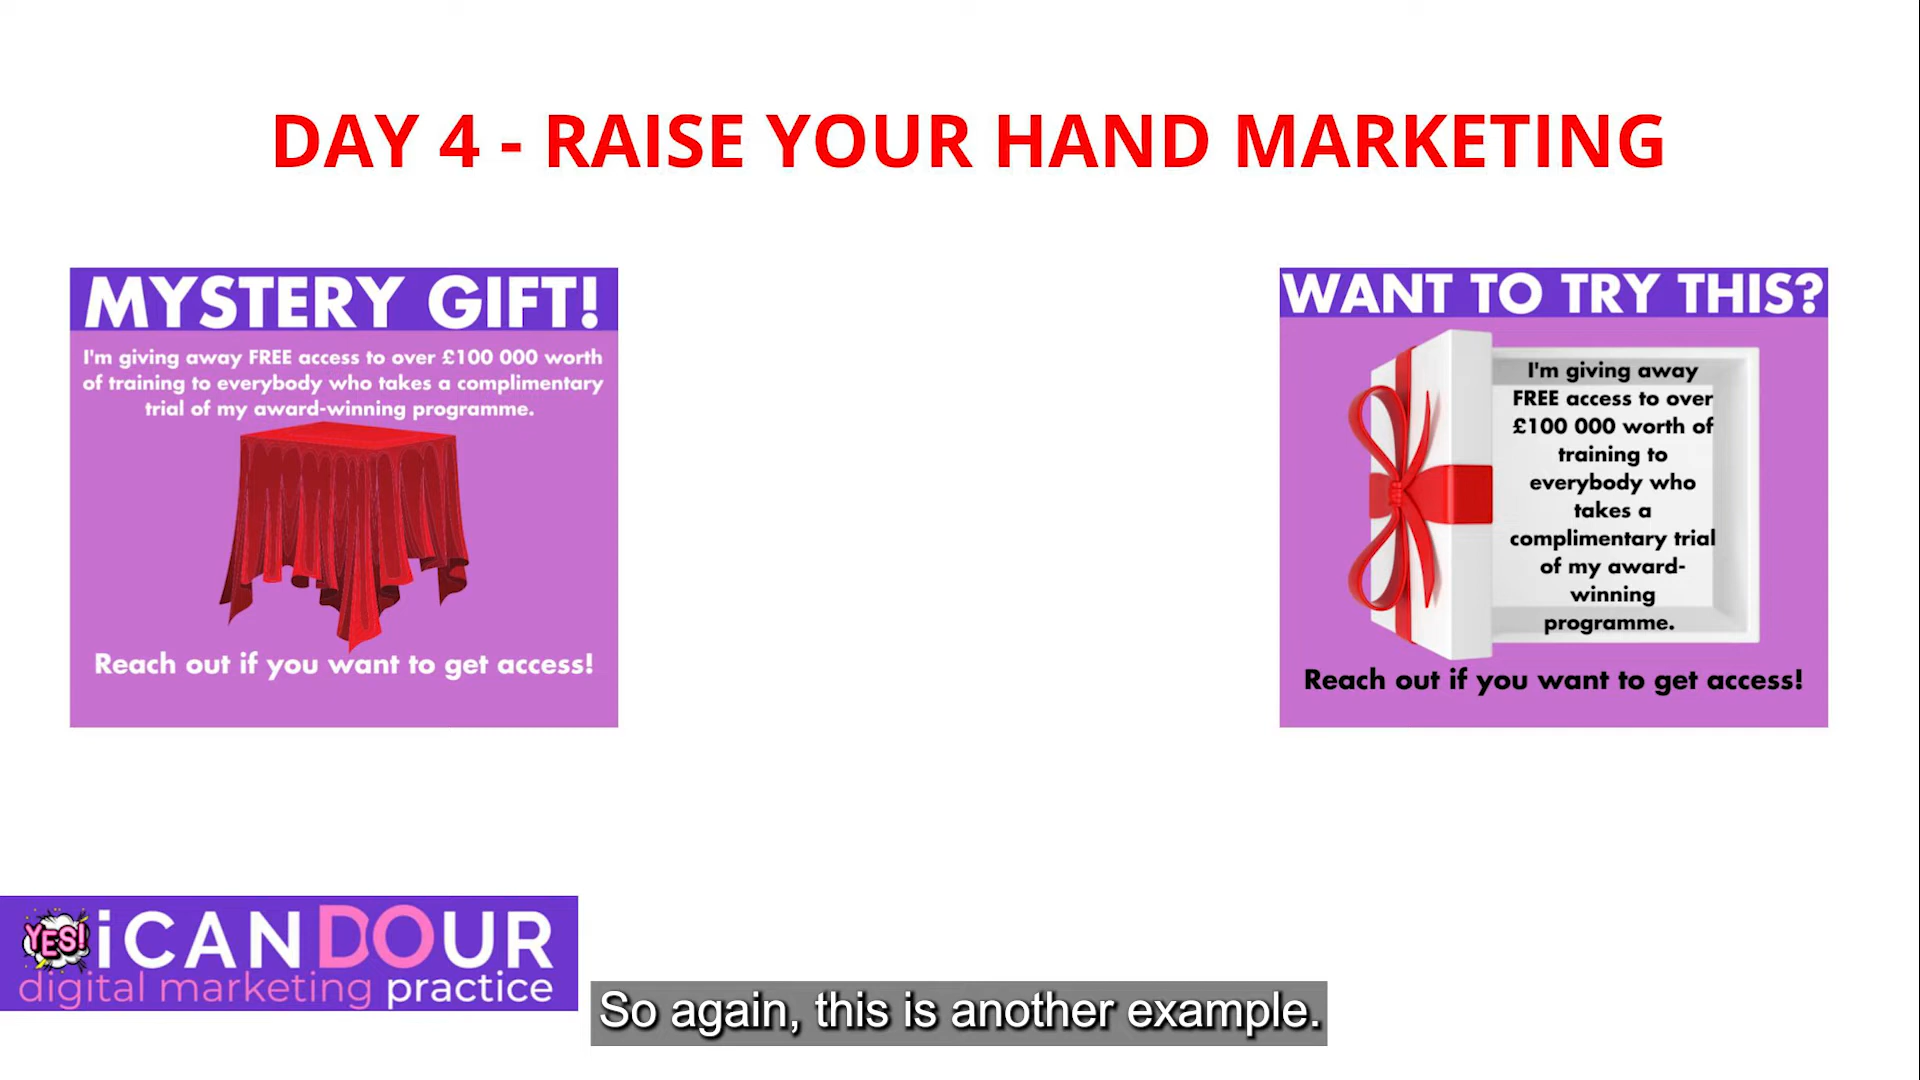 DAY 4 - RAISE YOUR HAND MARKETING
MYSTERY GIFT!
I'm giving away FREE access to over £100 000 worth
of training to everybody who takes a complimentary
trial of my award-winning programme.
Reach out if you want to get access!
WANT TO TRY THIS?
I'm giving away
FREE access to over
£100 000 worth of
training to
everybody who
takes a
complimentary trial
of my award-
winning
programme.
Reach out if you want to get access!
YES!
iCANDOUR
digital marketing practice
So again, this is another example.